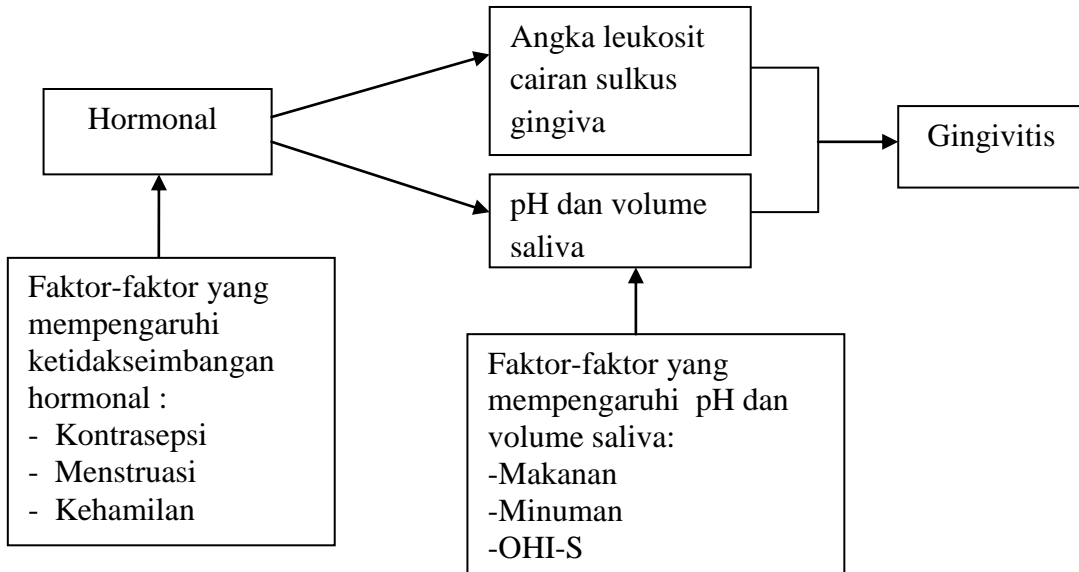 Hormonal
Angka leukosit
cairan sulkus
gingiva
pH dan volume
saliva
Gingivitis
Faktor-faktor yang
mempengaruhi
ketidakseimbangan
hormonal :
- Kontrasepsi
- Menstruasi
- Kehamilan
Faktor-faktor yang
mempengaruhi pH dan
volume saliva:
-Makanan
-Minuman
-OHI-S